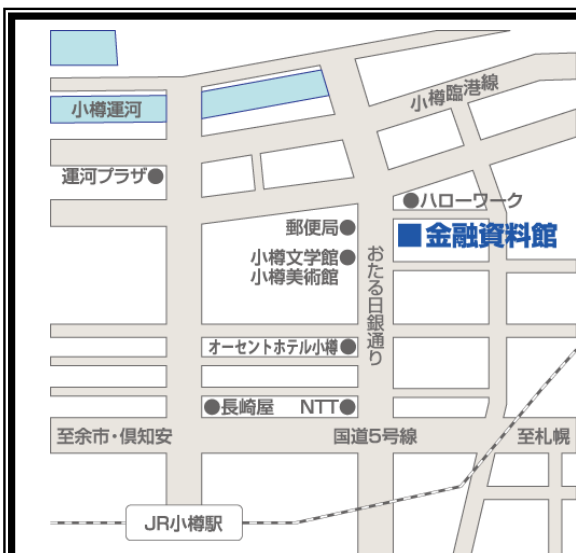 小樽運河
小樽臨港線
運河プラザ●
●ハローワーク
郵便局●
■金融資料館
小樽文学館●
小樽美術館
おたる日銀通り
オーセントホテル小樽●
●長崎屋 NTT●
至余市・倶知安
国道5号線
至札幌
JR小樽駅